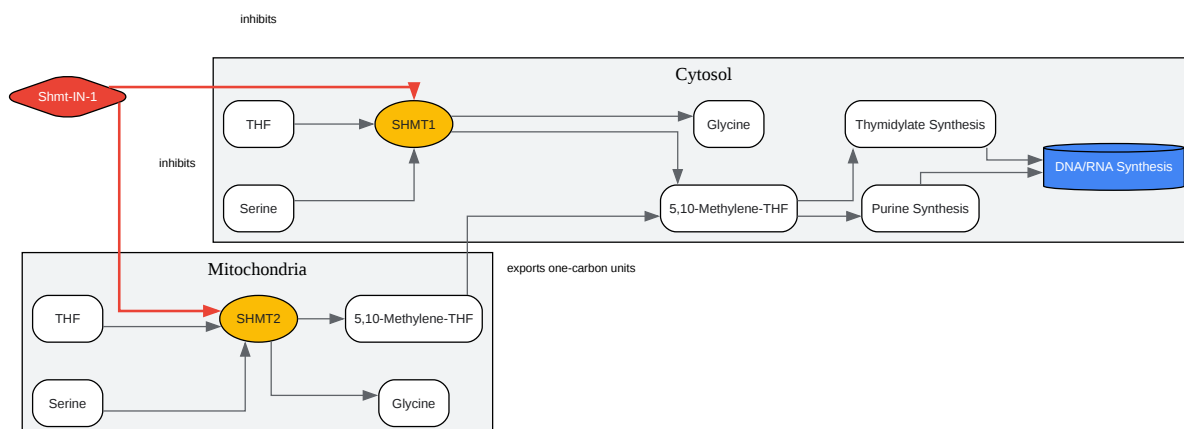 inhibits
Cytosol
Shmt-IN-1
THF
SHMT1
Glycine
Thymidylate Synthesis
inhibits
DNA/RNA Synthesis
Serine
5,10-Methylene-THF
Purine Synthesis
Mitochondria
exports one-carbon units
THF
SHMT2
5,10-Methylene-THF
Serine
Glycine